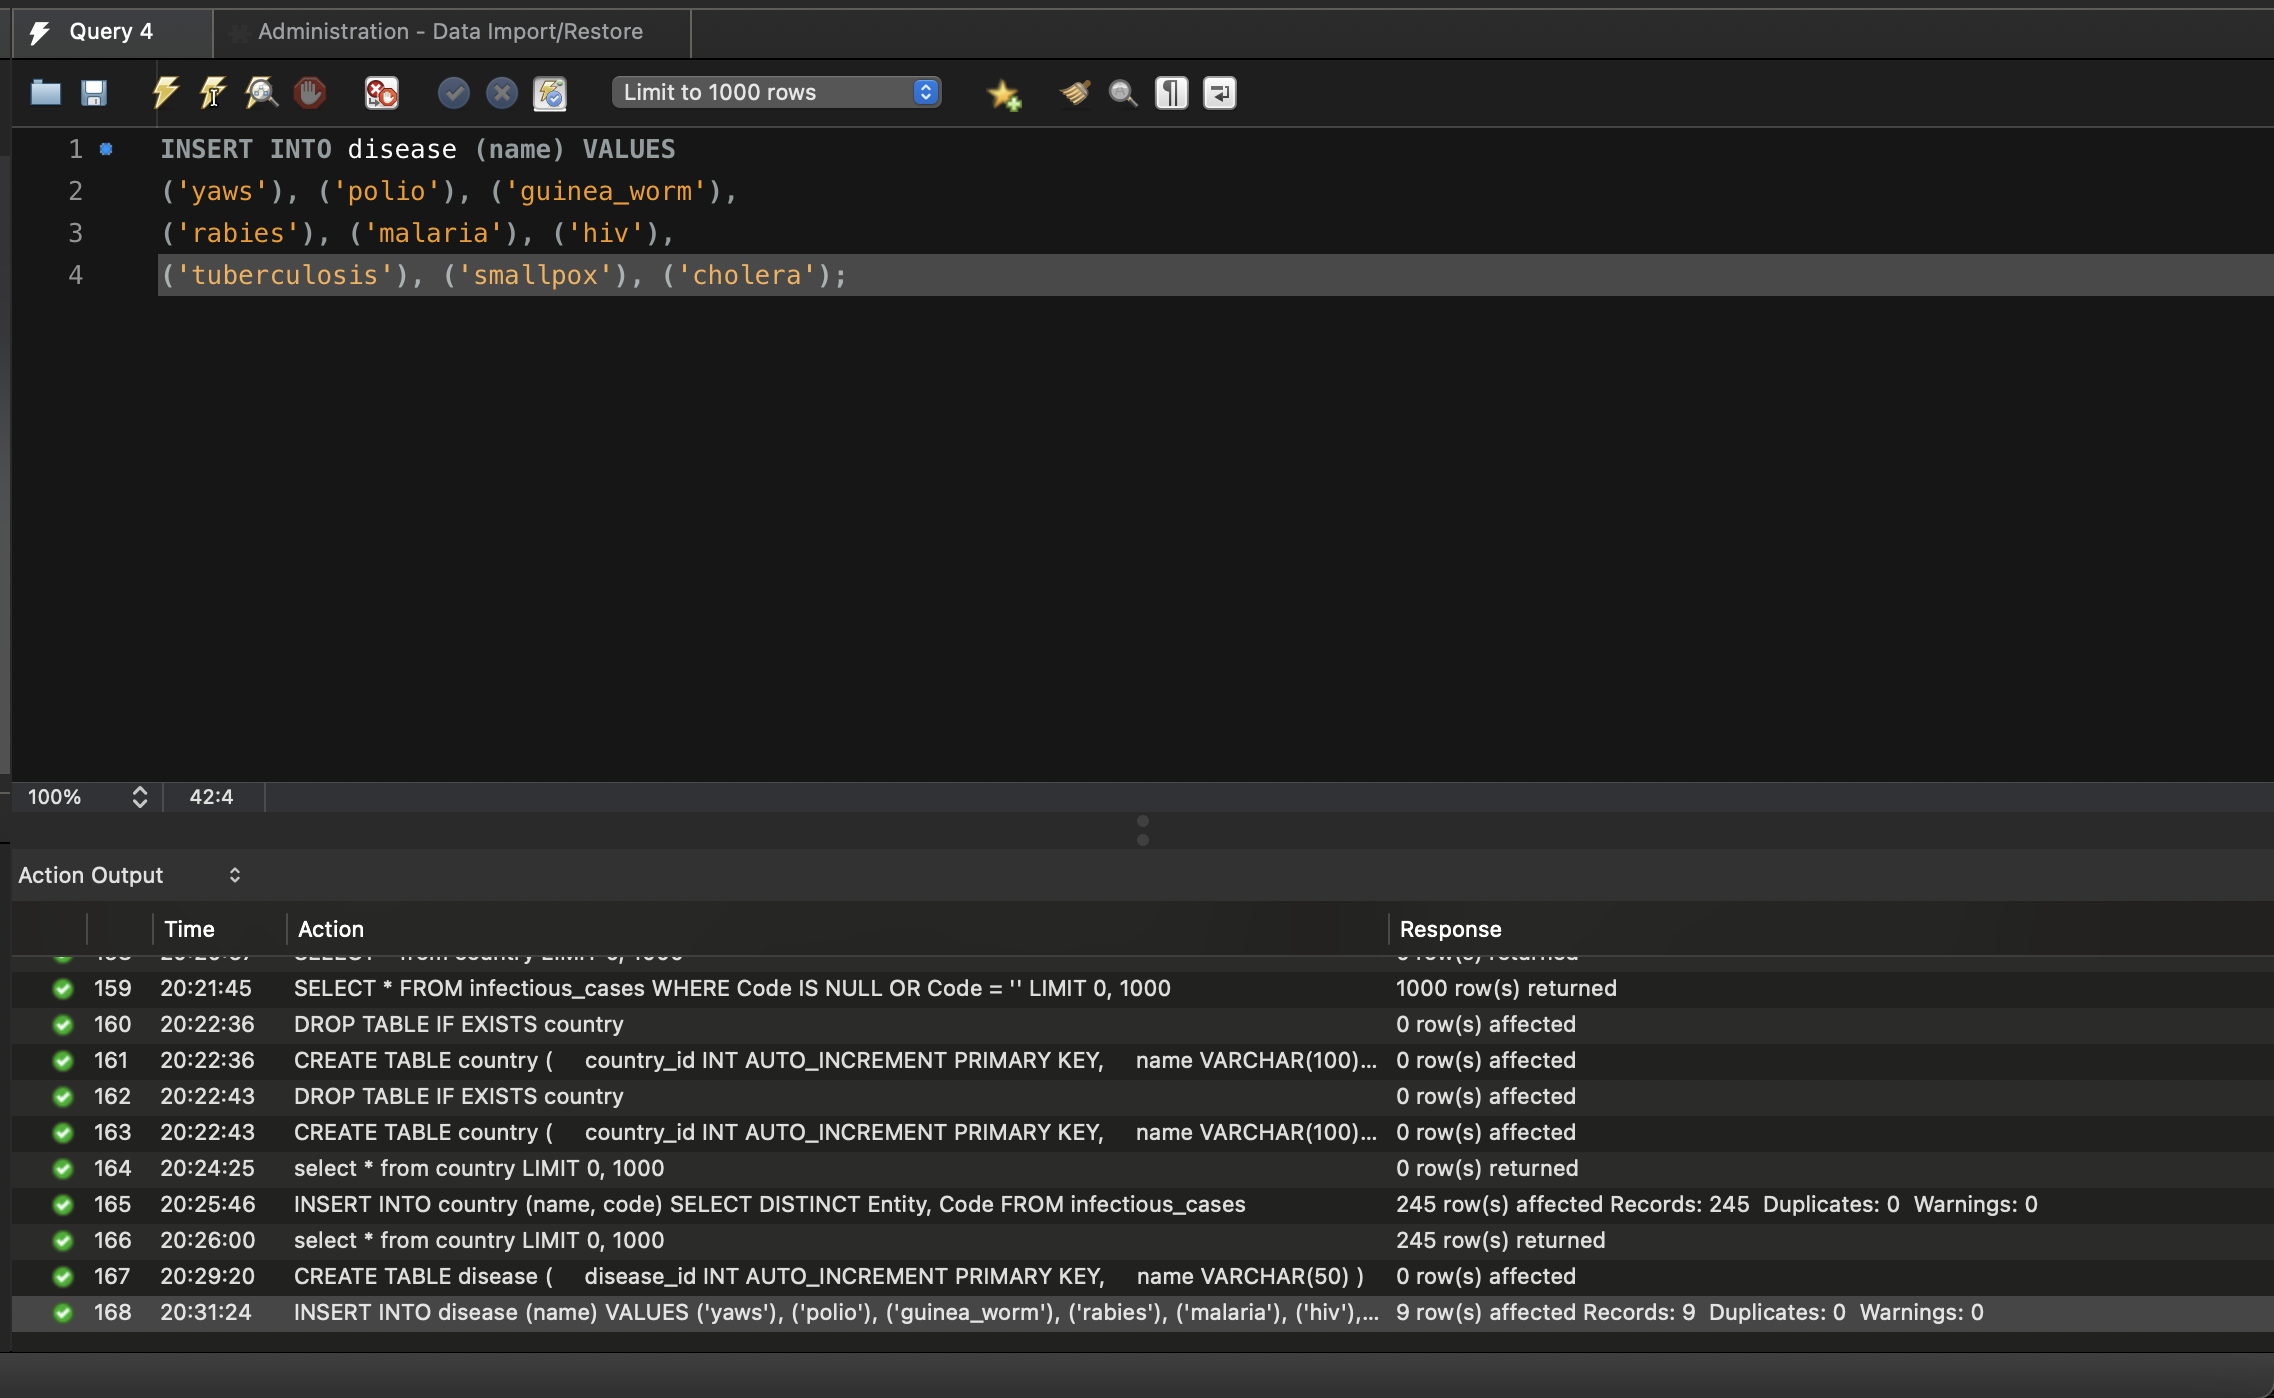 Query 4
Administration - Data Import/Restore
Limit to 1000 rows
1 INSERT INTO disease (name) VALUES
2 ('yaws'), ('polio'), ('guinea_worm'),
3 ('rabies'), ('malaria'), ('hiv'),
4 ('tuberculosis'), ('smallpox'), ('cholera');
100% 42:4
Action Output
Time Action Response
159 20:21:45 SELECT * FROM infectious_cases WHERE Code IS NULL OR Code = '' LIMIT 0, 1000 1000 row(s) returned
160 20:22:36 DROP TABLE IF EXISTS country 0 row(s) affected
161 20:22:36 CREATE TABLE country ( country_id INT AUTO_INCREMENT PRIMARY KEY, name VARCHAR(100)... 0 row(s) affected
162 20:22:43 DROP TABLE IF EXISTS country 0 row(s) affected
163 20:22:43 CREATE TABLE country ( country_id INT AUTO_INCREMENT PRIMARY KEY, name VARCHAR(100)... 0 row(s) affected
164 20:24:25 select * from country LIMIT 0, 1000 0 row(s) returned
165 20:25:46 INSERT INTO country (name, code) SELECT DISTINCT Entity, Code FROM infectious_cases 245 row(s) affected Records: 245 Duplicates: 0 Warnings: 0
166 20:26:00 select * from country LIMIT 0, 1000 245 row(s) returned
167 20:29:20 CREATE TABLE disease ( disease_id INT AUTO_INCREMENT PRIMARY KEY, name VARCHAR(50) ) 0 row(s) affected
168 20:31:24 INSERT INTO disease (name) VALUES ('yaws'), ('polio'), ('guinea_worm'), ('rabies'), ('malaria'), ('hiv'),... 9 row(s) affected Records: 9 Duplicates: 0 Warnings: 0